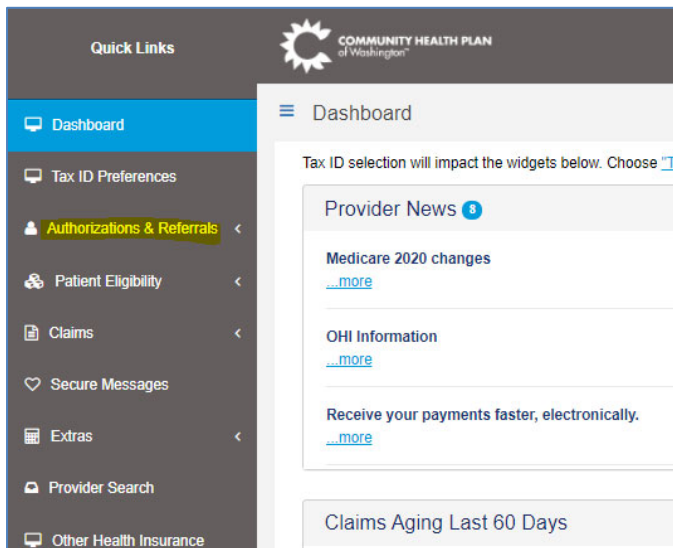 Quick Links
COMMUNITY HEALTH PLAN
of Washington™
Dashboard
Tax ID Preferences
Authorizations & Referrals
Patient Eligibility
Claims
Secure Messages
Extras
Provider Search
Other Health Insurance
Dashboard
Tax ID selection will impact the widgets below. Choose "T
Provider News 8
Medicare 2020 changes
...more
OHI Information
...more
Receive your payments faster, electronically.
...more
Claims Aging Last 60 Days